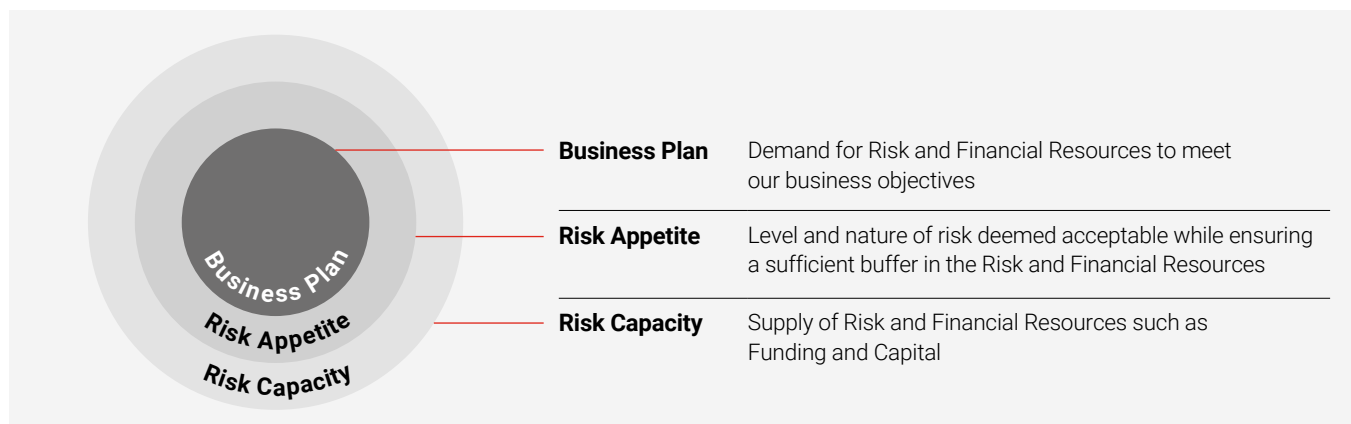 Business Plan
Risk Appetite
Risk Capacity
Business Plan
Demand for Risk and Financial Resources to meet
our business objectives
Risk Appetite
Level and nature of risk deemed acceptable while ensuring
a sufficient buffer in the Risk and Financial Resources
Risk Capacity
Supply of Risk and Financial Resources such as
Funding and Capital